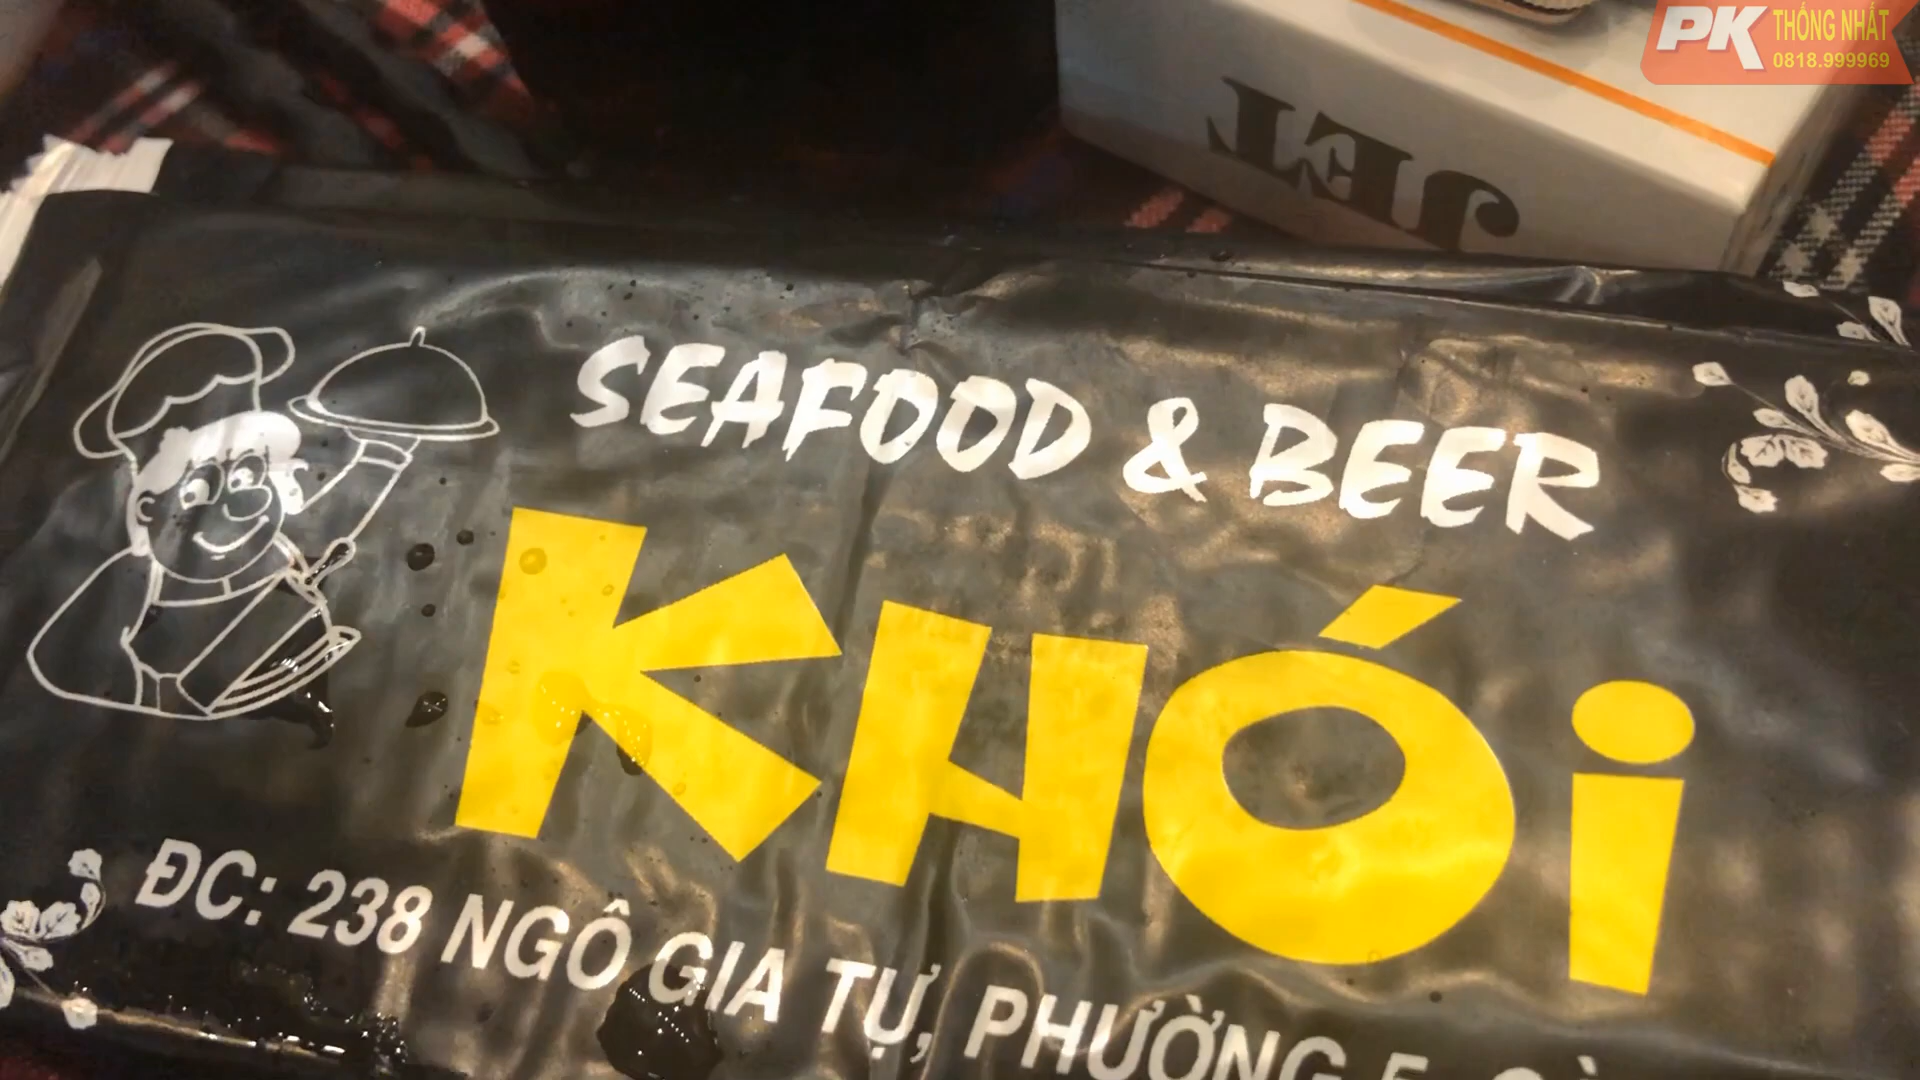 PK THỐNG NHẤT
0818.999969
JET
SEAFOOD & BEER
KHÓI
ĐC: 238 NGÔ GIA TỰ, PHƯỜNG